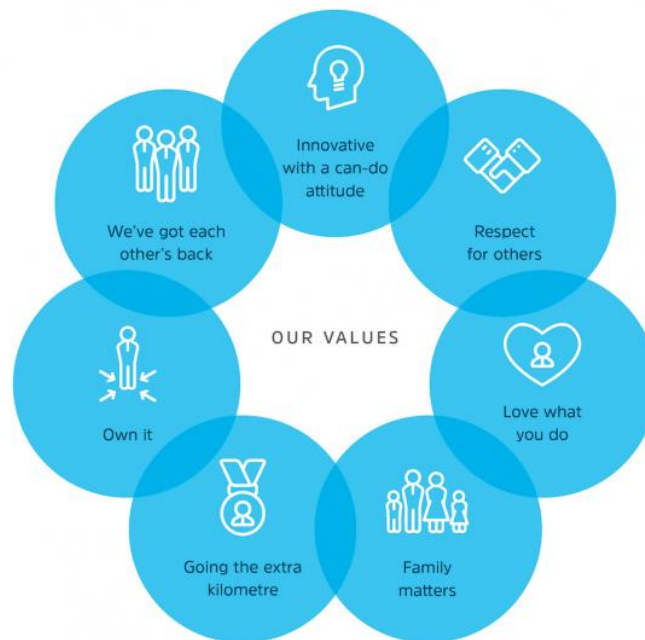 Innovative
with a can-do
attitude
We've got each
other's back
Respect
for others
OUR VALUES
Love what
you do
Own it
Going the extra
kilometre
Family
matters